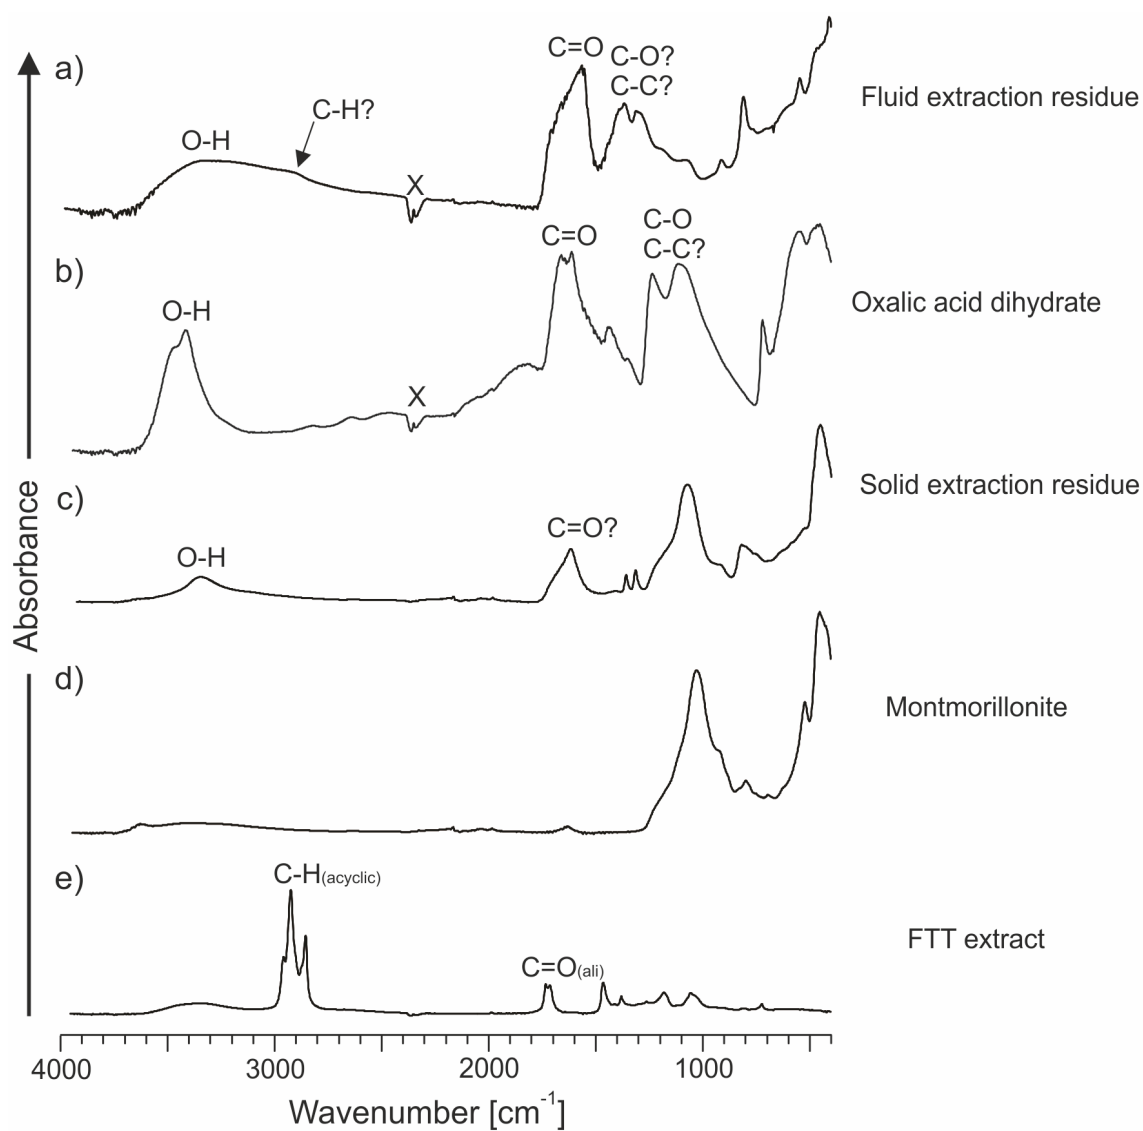 a)
C-H?
O-H
X
C=O
C-O?
C-C?
Fluid extraction residue
b)
O-H
X
C=O
C-O
C-C?
Oxalic acid dihydrate
c)
O-H
C=O?
Solid extraction residue
d)
Montmorillonite
e)
C-H(acyclic)
C=O(ali)
FTT extract
Absorbance
4000 3000 2000 1000
Wavenumber [cm-1]